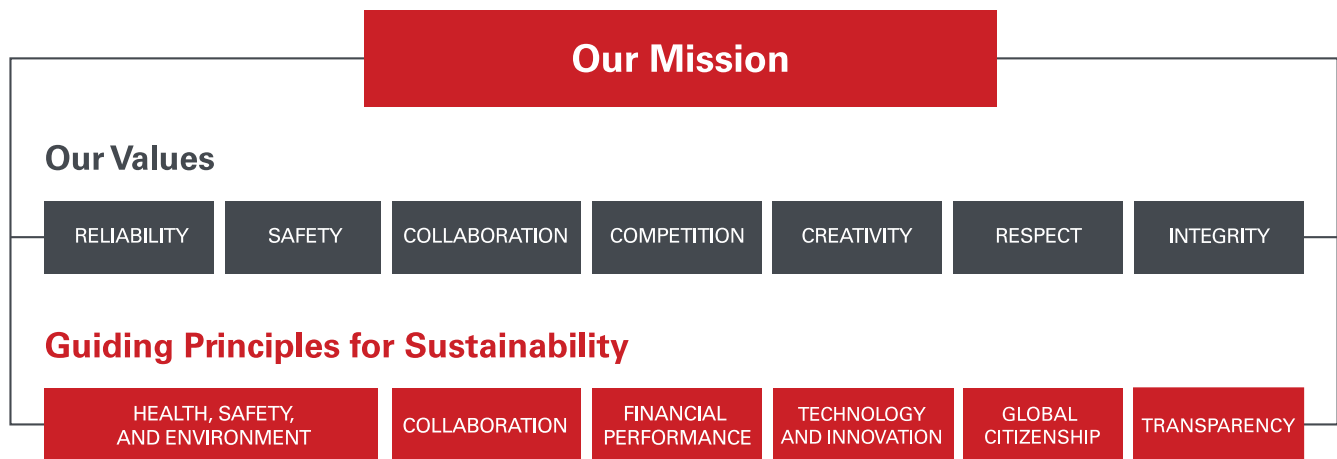 Our Mission
Our Values
RELIABILITY
SAFETY
COLLABORATION
COMPETITION
CREATIVITY
RESPECT
INTEGRITY
Guiding Principles for Sustainability
HEALTH, SAFETY,
AND ENVIRONMENT
COLLABORATION
FINANCIAL
PERFORMANCE
TECHNOLOGY
AND INNOVATION
GLOBAL
CITIZENSHIP
TRANSPARENCY